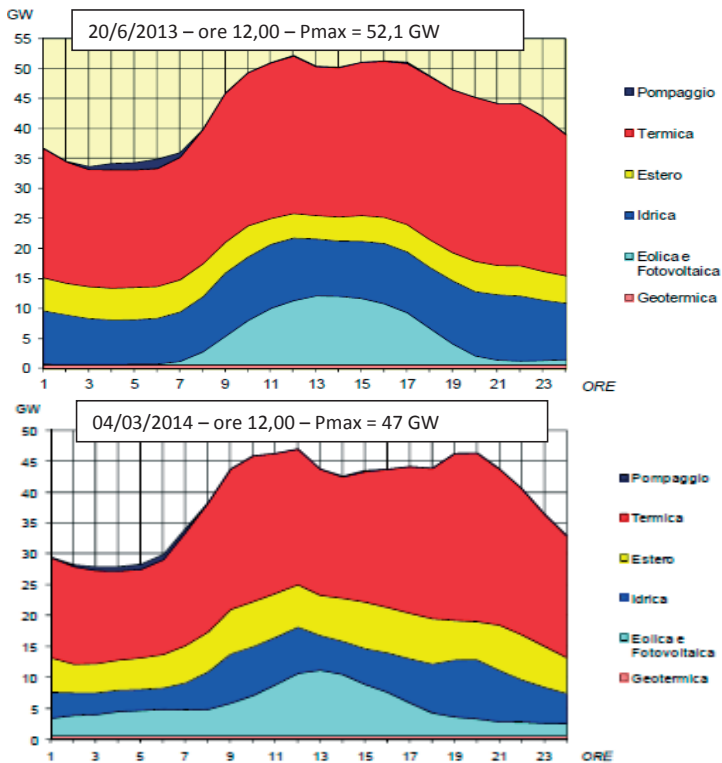 GW
20/6/2013 – ore 12,00 – Pmax = 52,1 GW
55
50
45
40
35
30
25
20
15
10
5
0
1 3 5 7 9 11 13 15 17 19 21 23 ORE
Pompaggio
Termica
Estero
Idrica
Eolica e
Fotovoltaica
Geotermica
GW
04/03/2014 – ore 12,00 – Pmax = 47 GW
50
45
40
35
30
25
20
15
10
5
0
1 3 5 7 9 11 13 15 17 19 21 23 ORE
Pompaggio
Termica
Estero
Idrica
Eolica e
Fotovoltaica
Geotermica